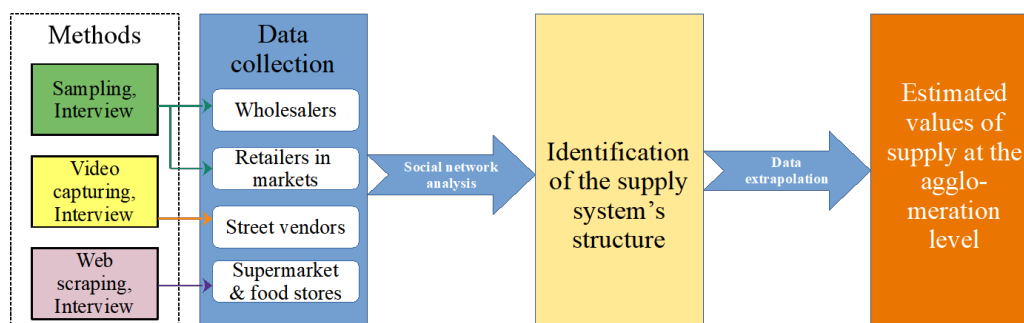 Methods
Sampling,
Interview
Video
capturing,
Interview
Web
scraping,
Interview
Data
collection
Wholesalers
Retailers in
markets
Street vendors
Supermarket
& food stores
Social network
analysis
Identification
of the supply
system’s
structure
Data
extrapolation
Estimated
values of
supply at the
agglo-
meration
level